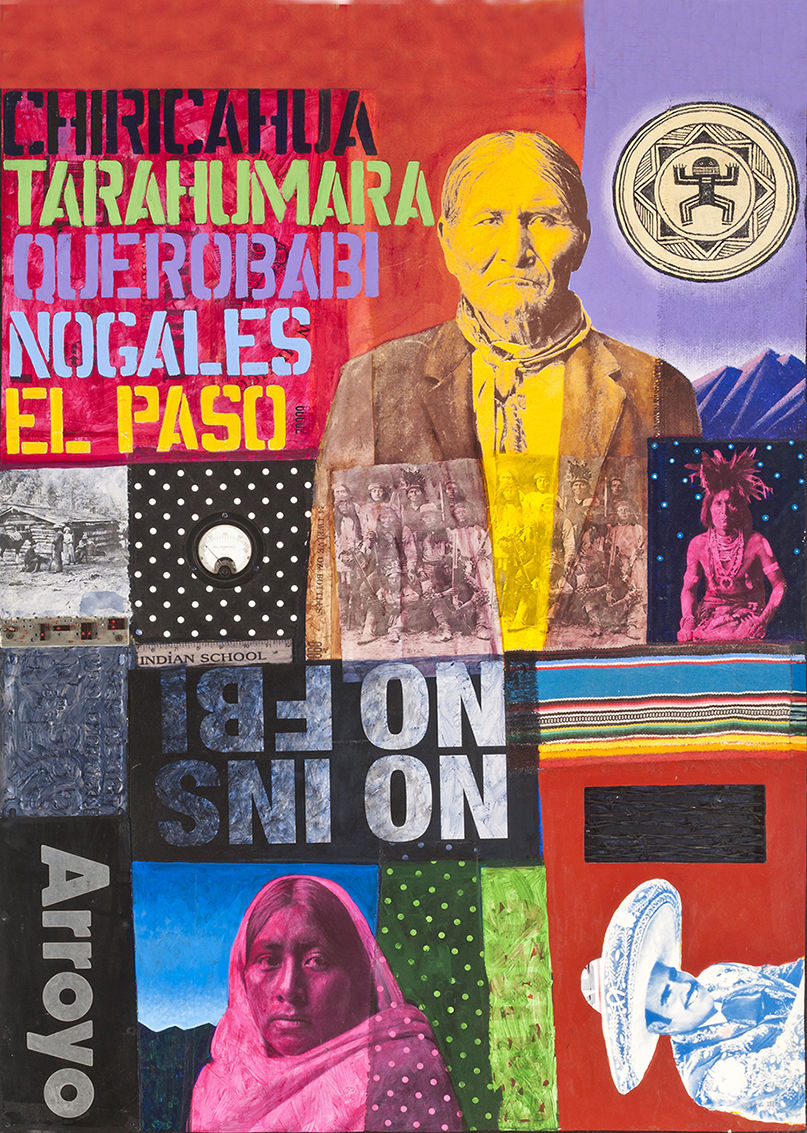 CHIRICAHUA
TARAHUMARA
QUEROBABI
NOGALES
EL PASO
INDIAN SCHOOL
NO INS
NO FBI
Arroyo